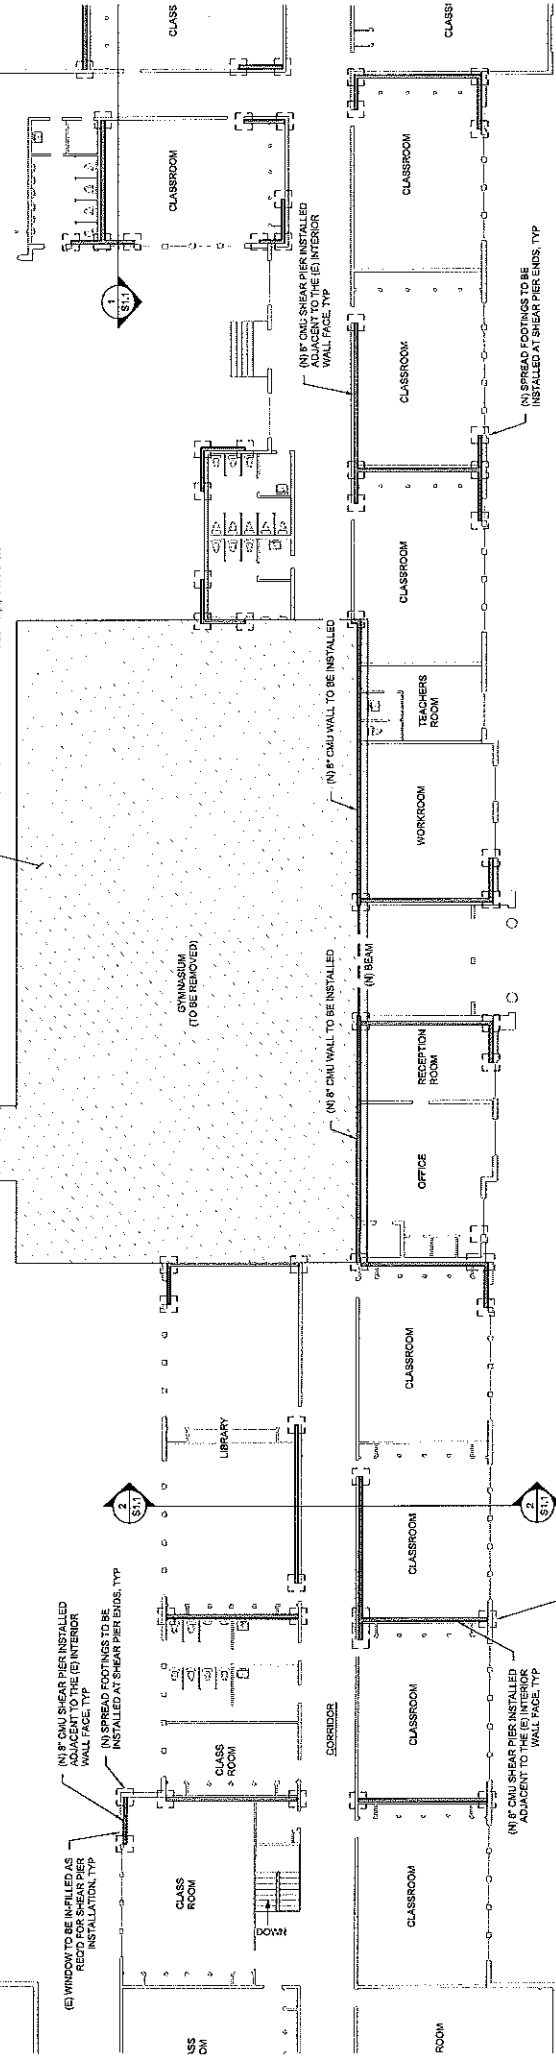 (E) WINDOW TO BE IN-FILLED AS
REQ'D FOR SHEAR PIER
INSTALLATION, TYP
(N) 8" CMU SHEAR PIER INSTALLED
ADJACENT TO THE (E) INTERIOR
WALL FACE, TYP
(N) SPREAD FOOTINGS TO BE
INSTALLED AT SHEAR PIER ENDS, TYP
2
S1.1
1
S1.1
CLASS
CLASSROOM
GYMNASIUM
(TO BE REMOVED)
CLASS
ROOM
CLASS
ROOM
LIBRARY
DOWN
CORRIDOR
(N) 8" CMU WALL TO BE INSTALLED
(N) 8" CMU WALL TO BE INSTALLED
(N) BEAM
(N) 8" CMU SHEAR PIER INSTALLED
ADJACENT TO THE (E) INTERIOR
WALL FACE, TYP
ROOM
CLASSROOM
CLASSROOM
CLASSROOM
CLASSROOM
OFFICE
RECEPTION
ROOM
WORKROOM
TEACHERS
ROOM
CLASSROOM
CLASSROOM
CLASSROOM
(N) 8" CMU SHEAR PIER INSTALLED
ADJACENT TO THE (E) INTERIOR
WALL FACE, TYP
2
S1.1
(N) SPREAD FOOTINGS TO BE
INSTALLED AT SHEAR PIER ENDS, TYP